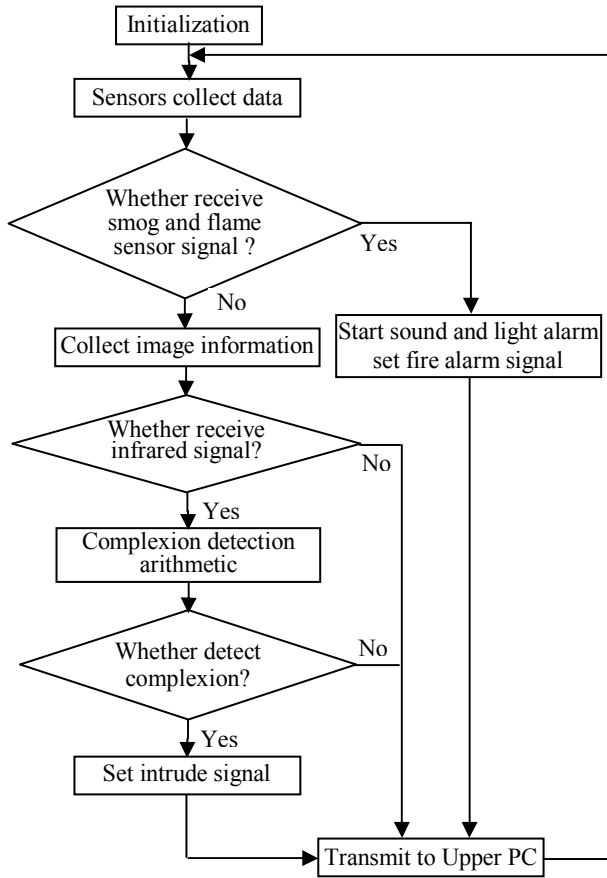 Initialization
Sensors collect data
Whether receive
smog and flame
sensor signal ?
Yes
No
Collect image information
Start sound and light alarm
set fire alarm signal
Whether receive
infrared signal?
No
Yes
Complexion detection
arithmetic
Whether detect
complexion?
No
Yes
Set intrude signal
Transmit to Upper PC